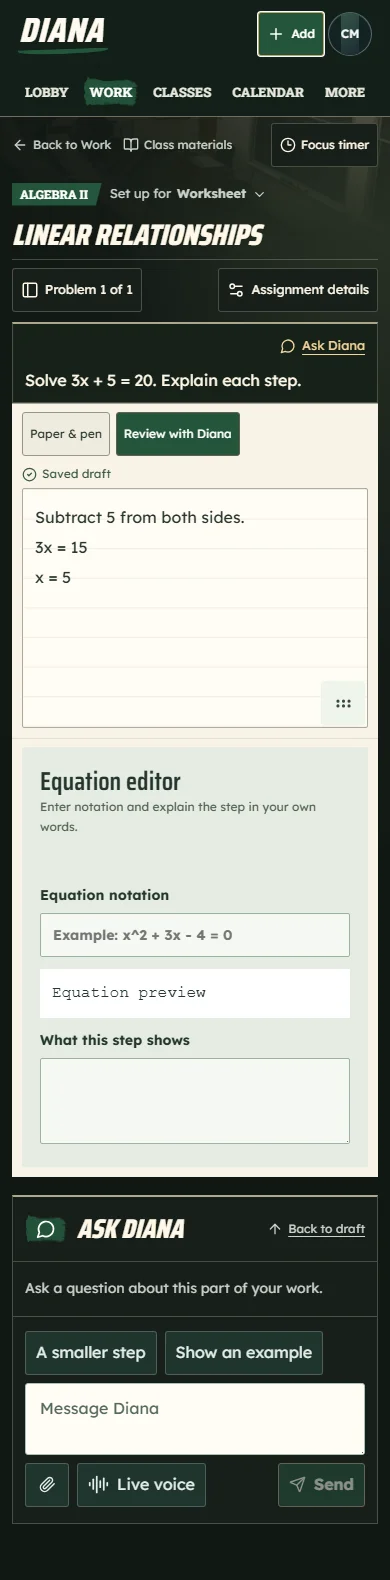 DIANA
Add
CM
LOBBY WORK CLASSES CALENDAR MORE
Back to Work Class materials Focus timer
ALGEBRA II Set up for Worksheet
LINEAR RELATIONSHIPS
Problem 1 of 1 Assignment details
Ask Diana
Solve 3x + 5 = 20. Explain each step.
Paper & pen Review with Diana
Saved draft
Subtract 5 from both sides.
3x = 15
x = 5
Equation editor
Enter notation and explain the step in your own
words.
Equation notation
Example: x^2 + 3x - 4 = 0
Equation preview
What this step shows
ASK DIANA Back to draft
Ask a question about this part of your work.
A smaller step Show an example
Message Diana
Live voice Send